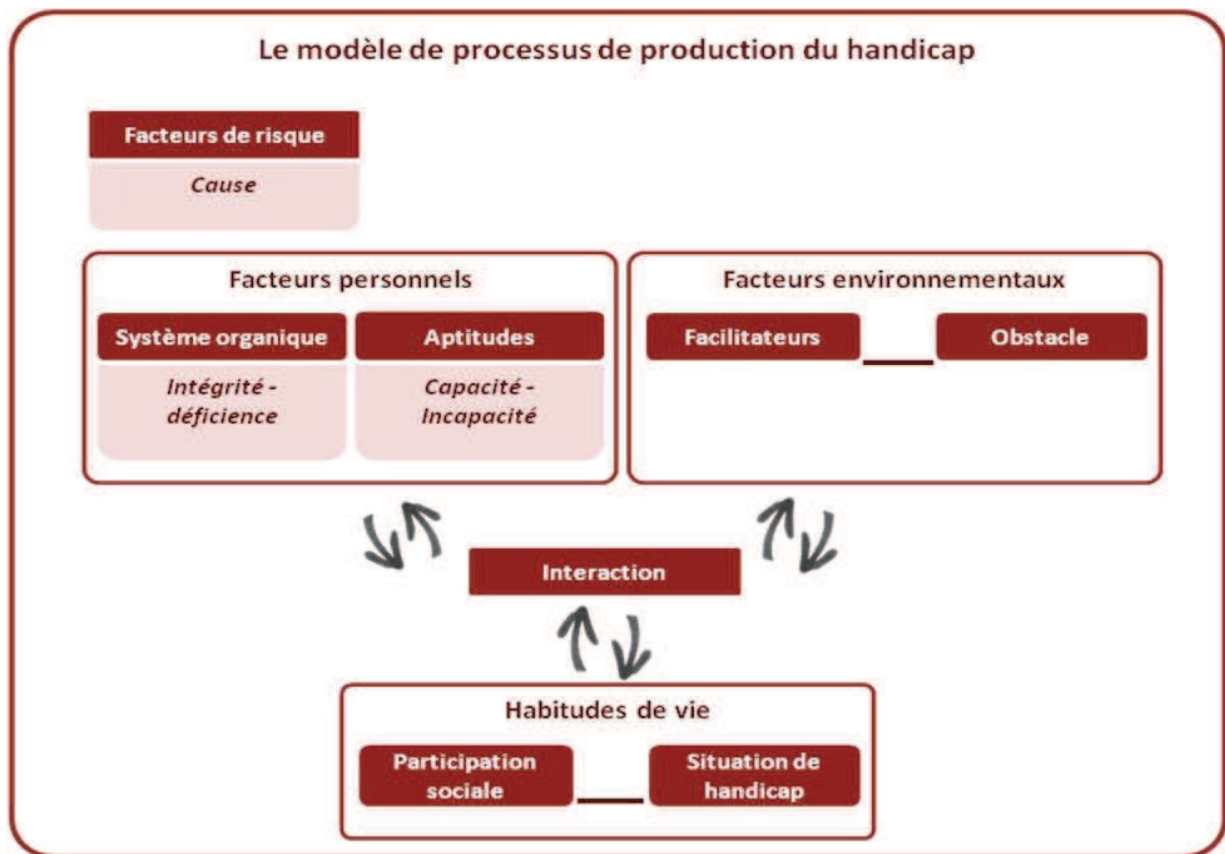 Le modèle de processus de production du handicap
Facteurs de risque
Cause
Facteurs personnels
Système organique
Intégrité -
déficience
Aptitudes
Capacité -
Incapacité
Facteurs environnementaux
Facilitateurs
Obstacle
Interaction
Habitudes de vie
Participation
sociale
Situation de
handicap